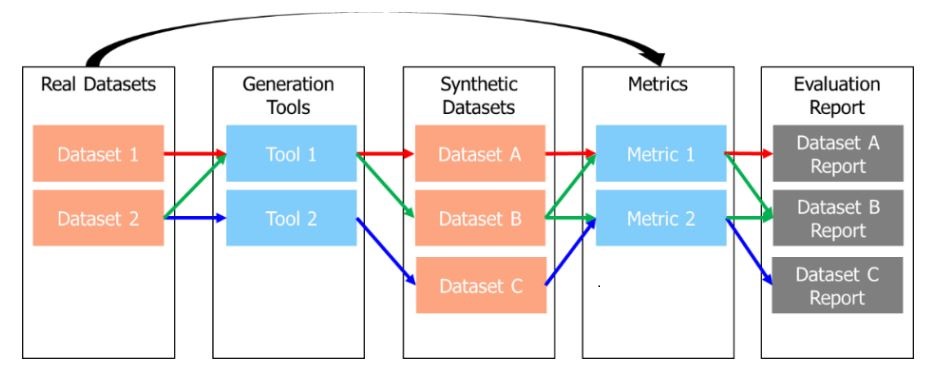 Real Datasets
Dataset 1
Dataset 2
Generation
Tools
Tool 1
Tool 2
Synthetic
Datasets
Dataset A
Dataset B
Dataset C
Metrics
Metric 1
Metric 2
Evaluation
Report
Dataset A
Report
Dataset B
Report
Dataset C
Report